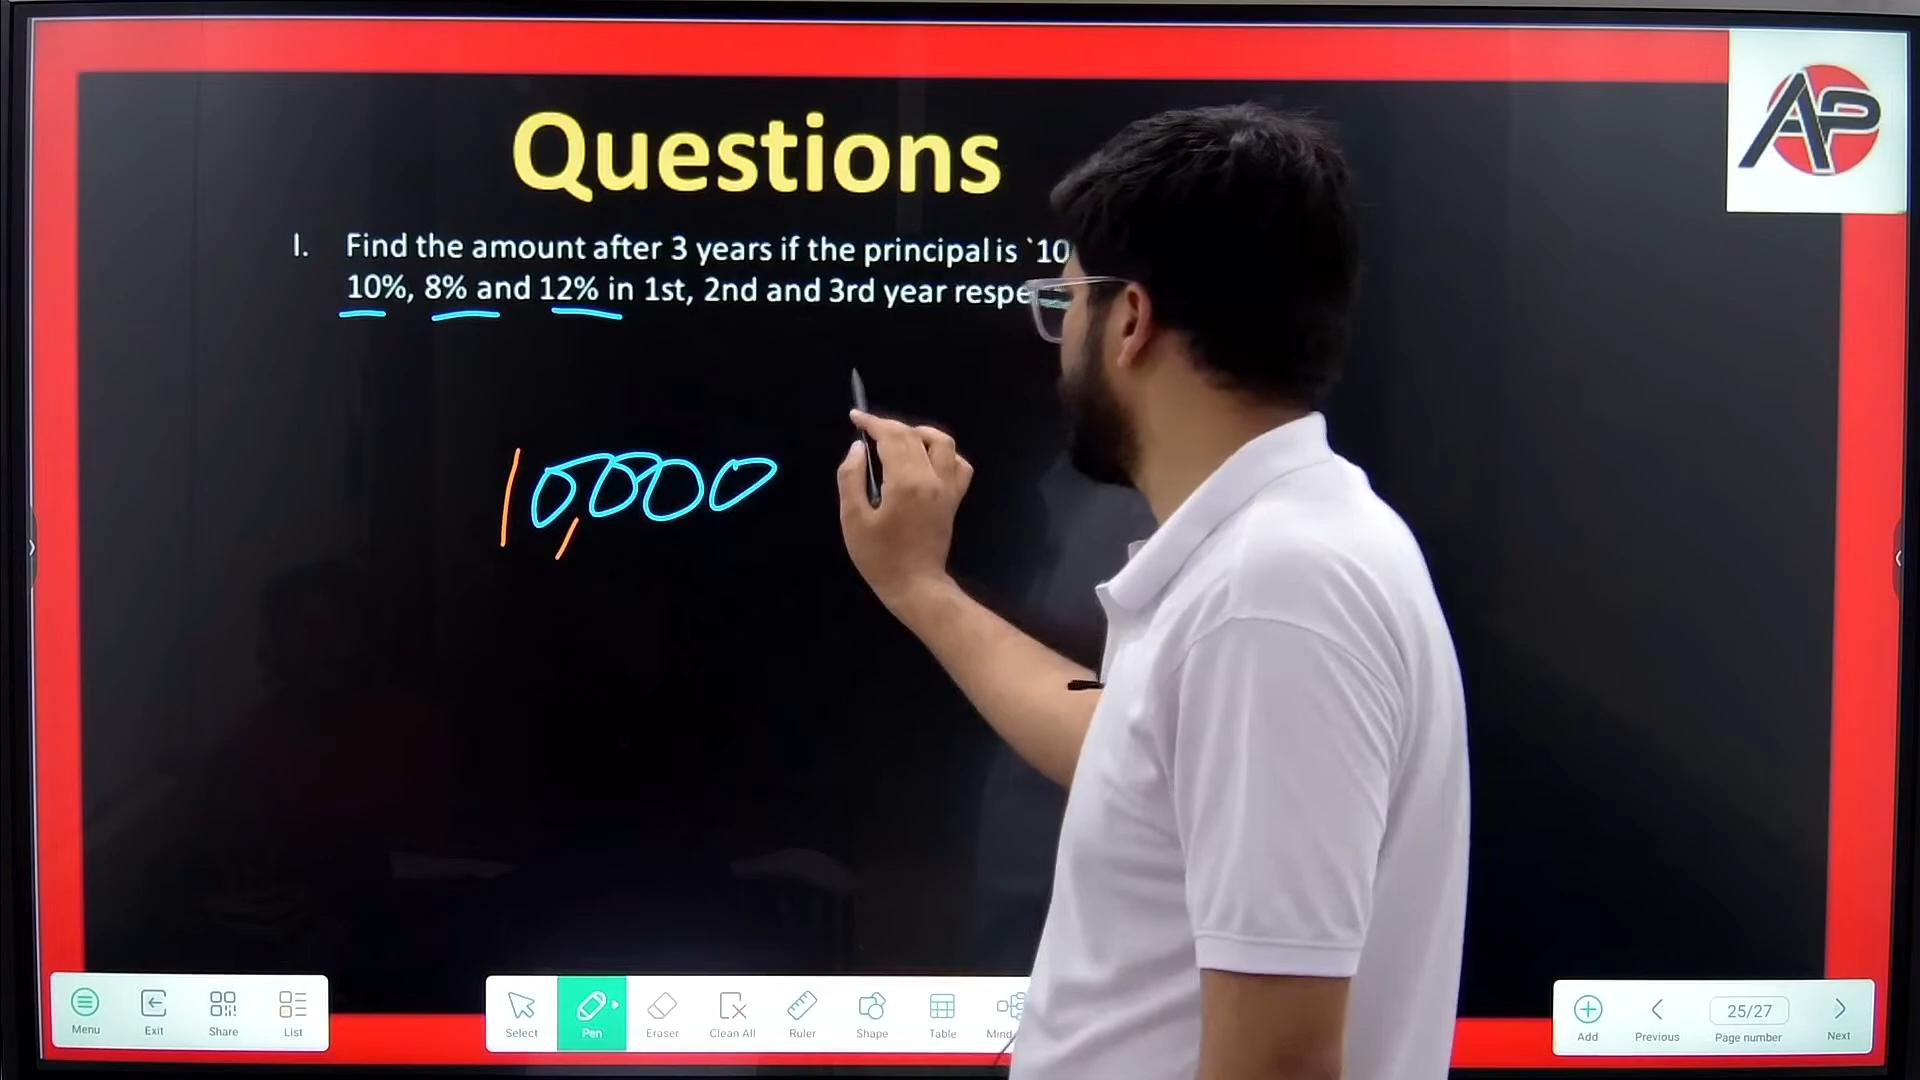 AP
Questions
I. Find the amount after 3 years if the principal is `10
10%, 8% and 12% in 1st, 2nd and 3rd year respe
10,000
Menu Exit Share List
Select Pen Eraser Clean All Ruler Shape Table Mind
Add Previous 25/27 Page number Next